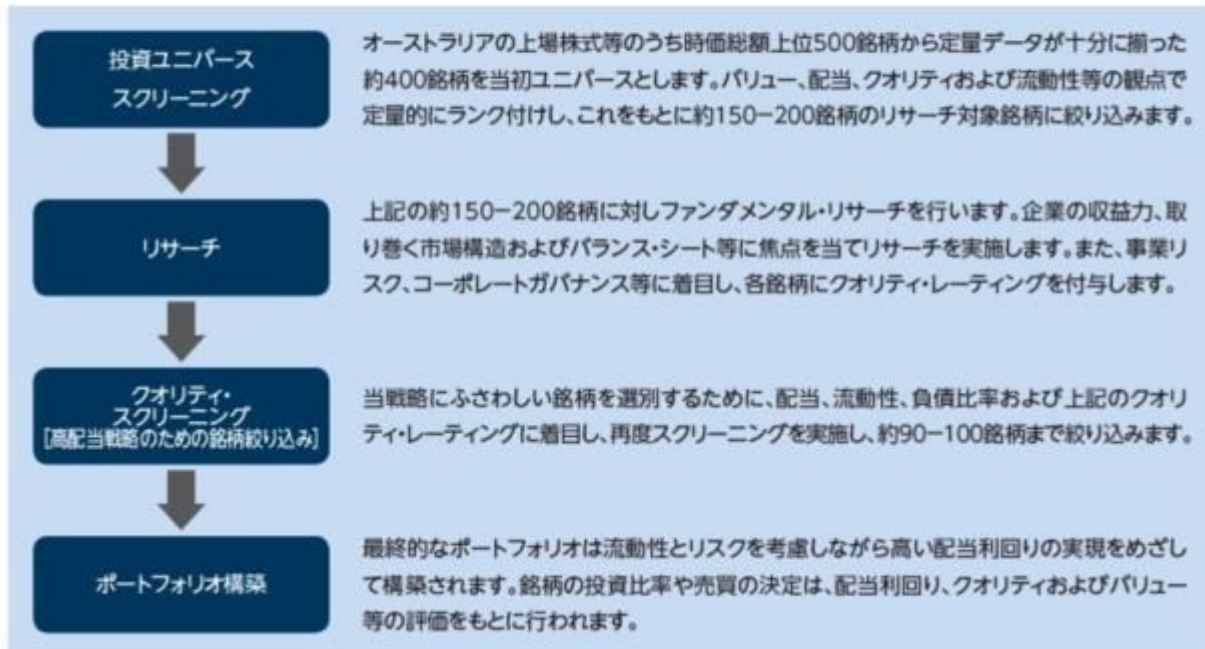 投資ユニバース
スクリーニング
オーストラリアの上場株式等のうち時価総額上位500銘柄から定量データが十分に揃った
約400銘柄を当初ユニバースとします。バリュー、配当、クオリティおよび流動性等の観点で
定量的にランク付けし、これをもとに約150−200銘柄のリサーチ対象銘柄に絞り込みます。
リサーチ
上記の約150−200銘柄に対しファンダメンタル・リサーチを行います。企業の収益力、取
り巻く市場構造およびバランス・シート等に焦点を当てリサーチを実施します。また、事業リ
スク、コーポレートガバナンス等に着目し、各銘柄にクオリティ・レーティングを付与します。
クオリティ・
スクリーニング
[高配当戦略のための銘柄絞り込み]
当戦略にふさわしい銘柄を選別するために、配当、流動性、負債比率および上記のクオリ
ティ・レーティングに着目し、再度スクリーニングを実施し、約90−100銘柄まで絞り込みます。
ポートフォリオ構築
最終的なポートフォリオは流動性とリスクを考慮しながら高い配当利回りの実現をめざし
て構築されます。銘柄の投資比率や売買の決定は、配当利回り、クオリティおよびバリュー
等の評価をもとに行われます。